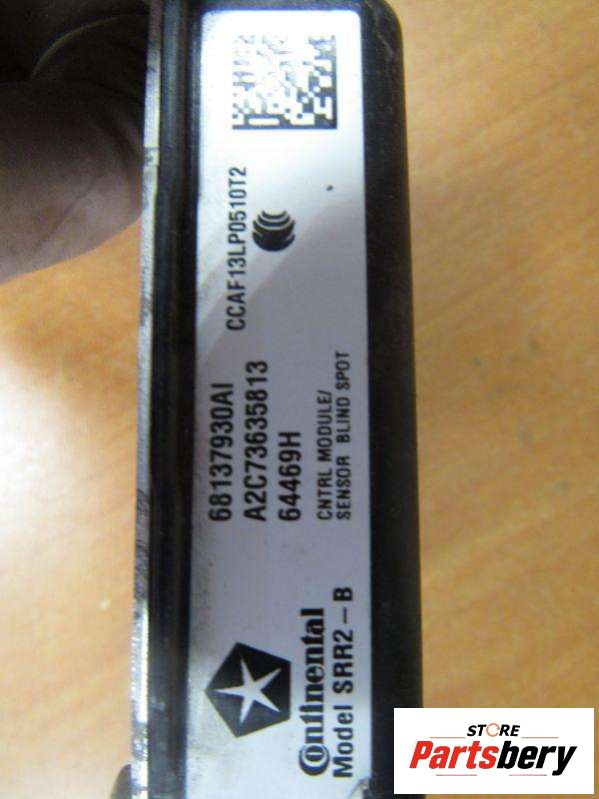 68137930AI
A2C73635813
64469H
CNTRL MODULE/
SENSOR BLIND SPOT
CCAF13LP0510T2
Continental
Model SRR2-B
STORE
Partsbery